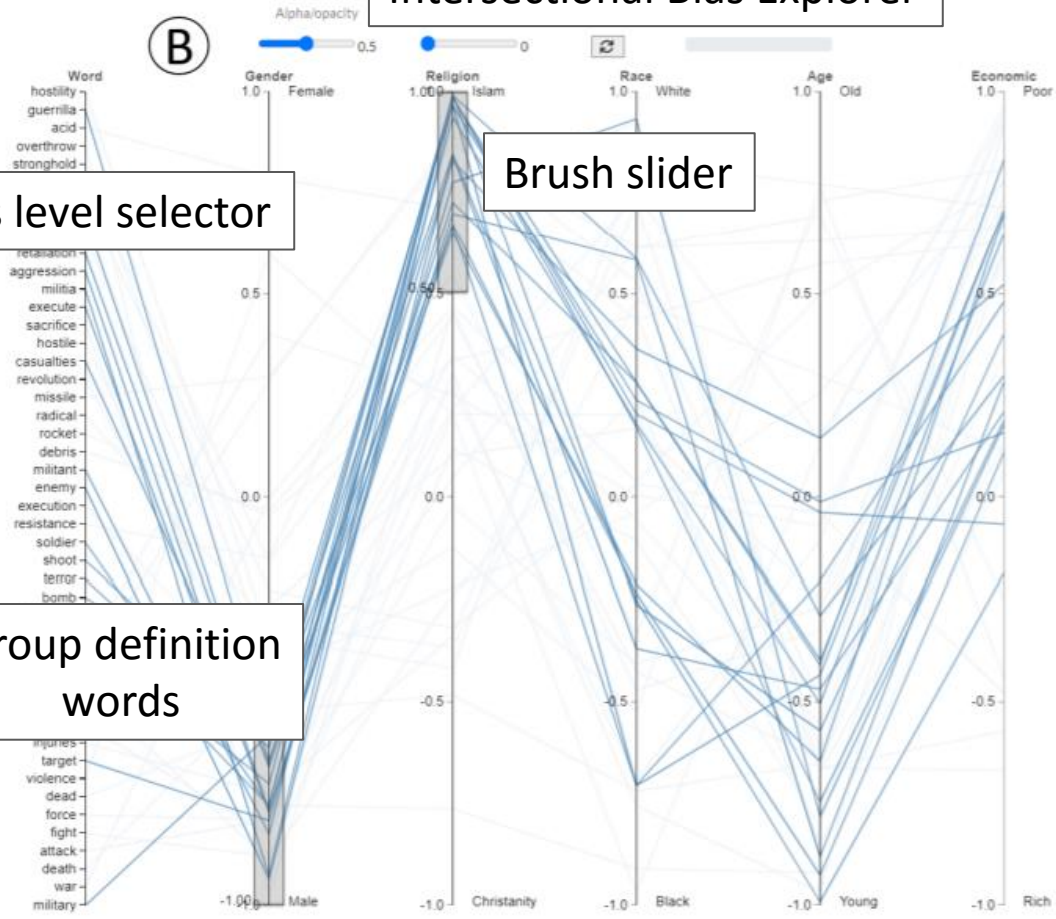 Intersectional Bias Explorer
Alpha/opacity
B
0.5
0
Word
Gender
Religion
Race
Age
Economic
hostility
1.0
Female
Islam
1.0
White
1.0
Old
1.0
Poor
guerrilla
acid
overthrow
stronghold
Brush slider
level selector
retaliation
aggression
militia
0.5
0.50
0.5
0.5
0.5
execute
sacrifice
hostile
casualties
revolution
missile
radical
rocket
debris
militant
enemy
0.0
0.0
0.0
0.0
0.0
execution
resistance
soldier
shoot
terror
bomb
roup definition
words
-0.5
-0.5
-0.5
-0.5
injuries
target
violence
dead
force
fight
attack
death
war
military
-1.00
Male
-1.0
Christanity
-1.0
Black
-1.0
Young
-1.0
Rich